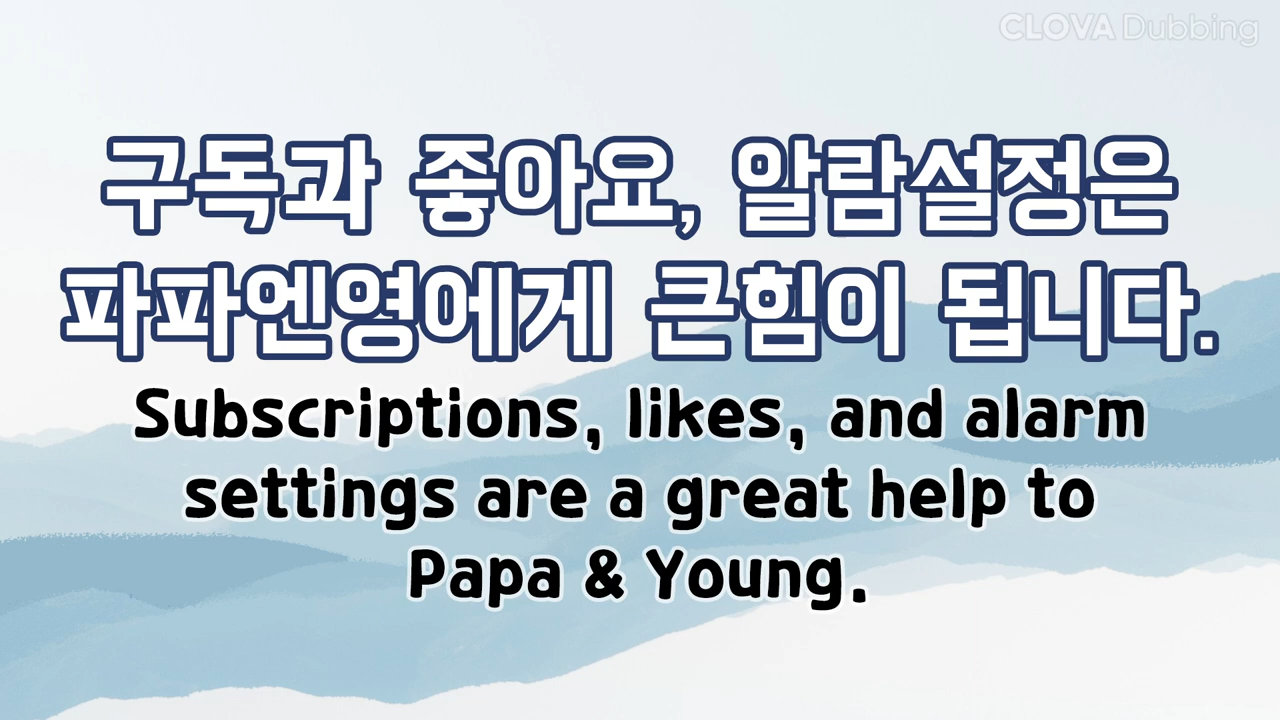 CLOVA Dubbing
구독과 좋아요, 알람설정은
파파엔영에게 큰힘이 됩니다.
Subscriptions, likes, and alarm
settings are a great help to
Papa & Young.